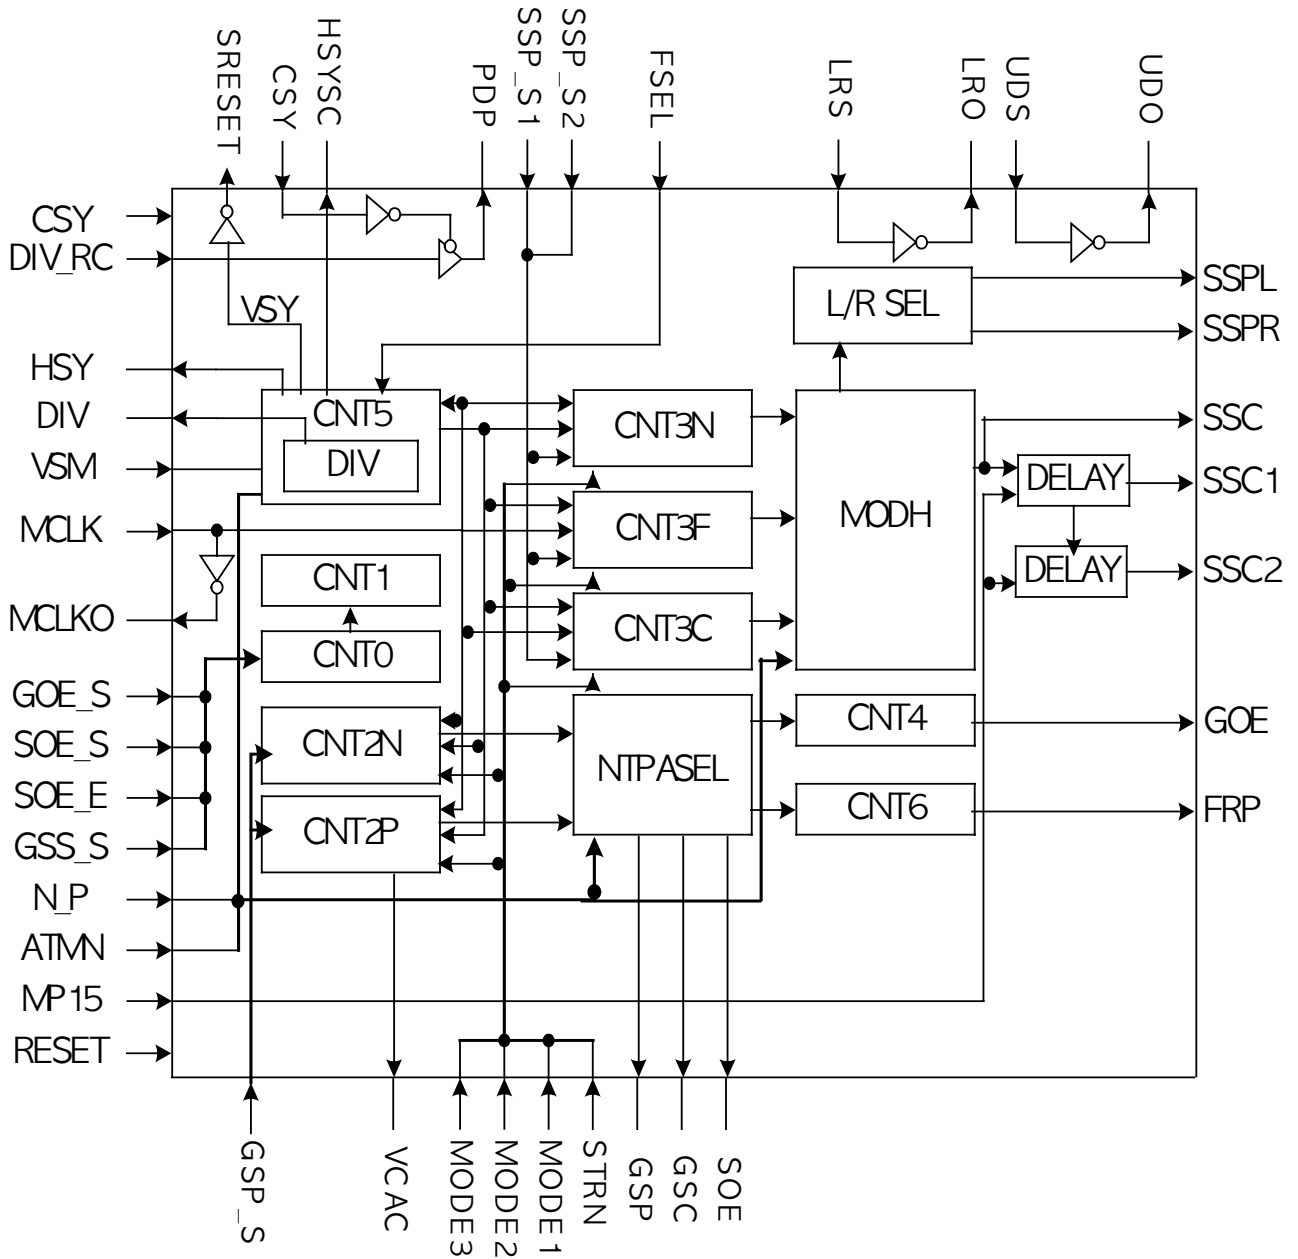 SRESET
CSY
HSYSC
PDP
SSP_S1
SSP_S2
FSEL
LRS
LRO
UDS
UDO
CSY
DIV_RC
VSY
L/R SEL
SSPL
SSPR
HSY
DIV
VSM
CNT5
DIV
CNT3N
SSC
MODH
DELAY
SSC1
MCLK
CNT3F
CNT1
DELAY
SSC2
MCLKO
CNT0
CNT3C
GOE_S
SOE_S
SOE_E
GSS_S
CNT2N
NTPASEL
CNT4
GOE
CNT2P
CNT6
FRP
N_P
ATMN
MP15
RESET
GSP_S
VCAC
MODE3
MODE2
MODE1
STRN
GSP
GSC
SOE